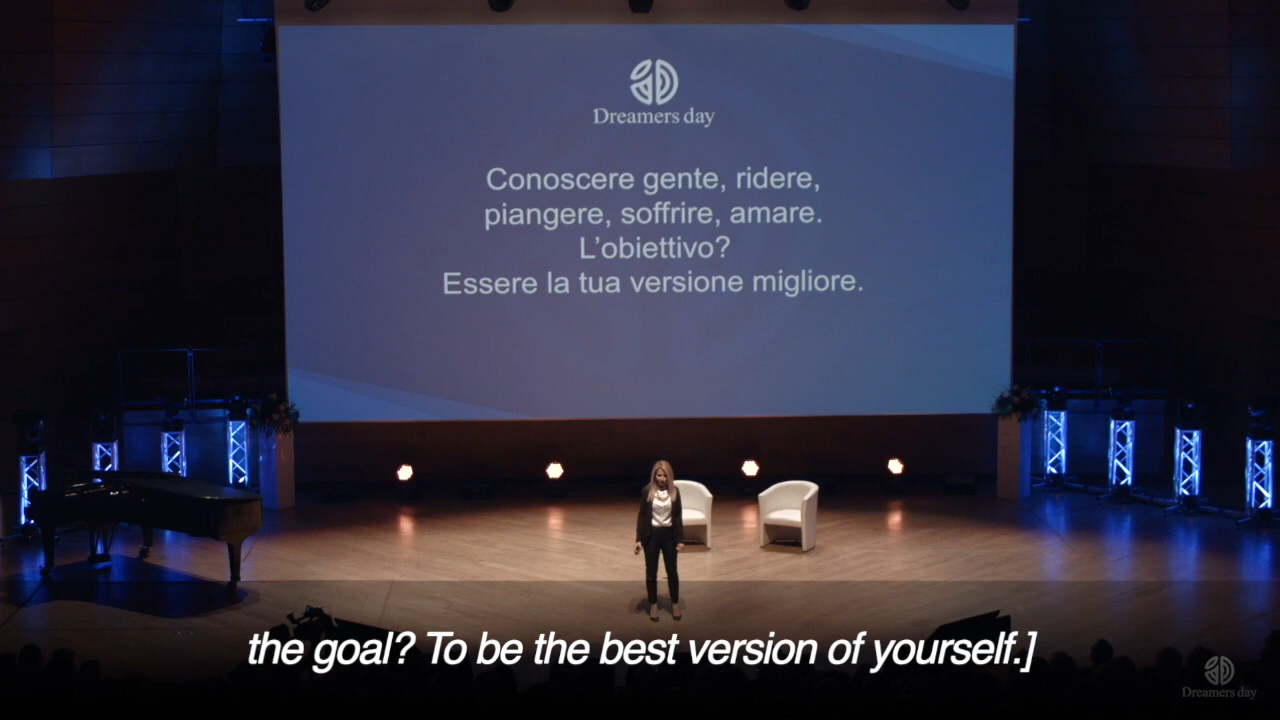 Dreamers day
Conoscere gente, ridere,
piangere, soffrire, amare.
L'obiettivo?
Essere la tua versione migliore.
the goal? To be the best version of yourself.]
Dreamers day